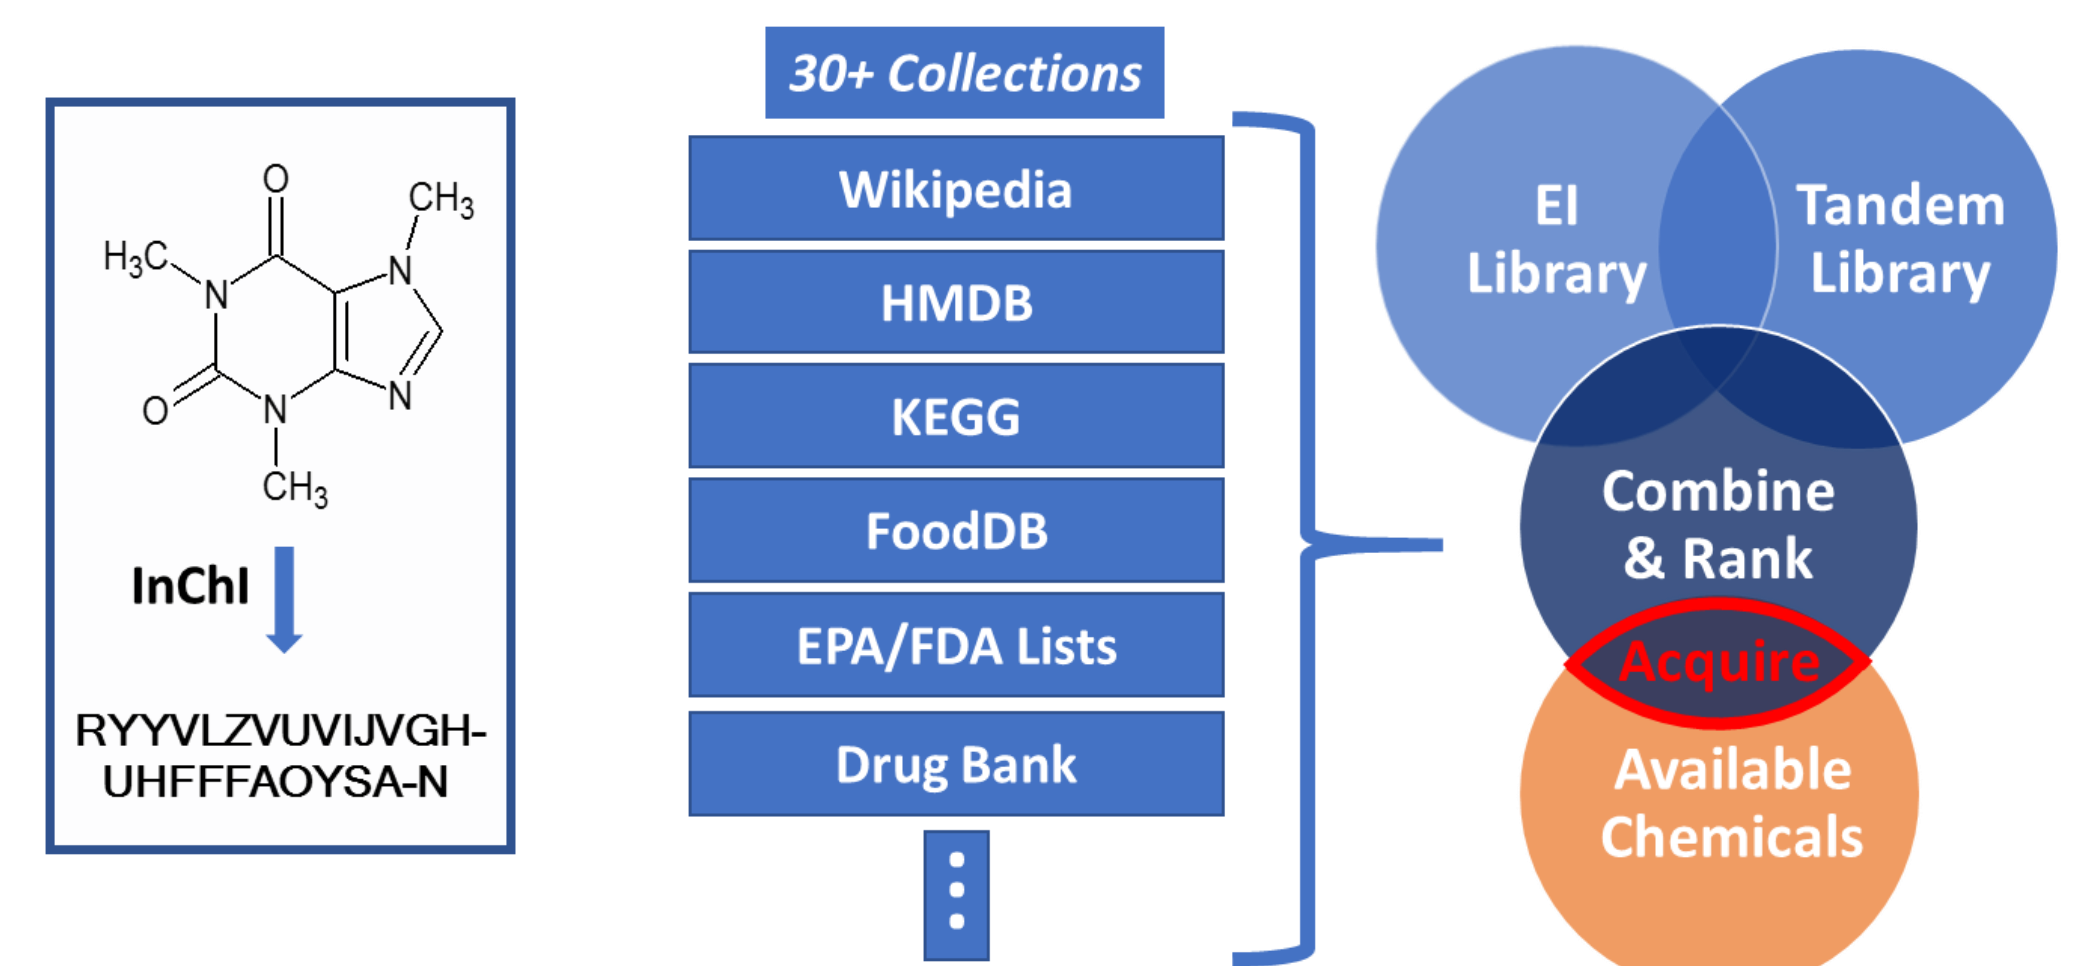 O
CH3
H3C
N
N
O
N
N
CH3
InChI
RYYVLZVUVIJVGH-
UHFFFAOYSA-N
30+ Collections
Wikipedia
HMDB
KEGG
FoodDB
EPA/FDA Lists
Drug Bank
EI
Library
Tandem
Library
Combine
& Rank
Acquire
Available
Chemicals